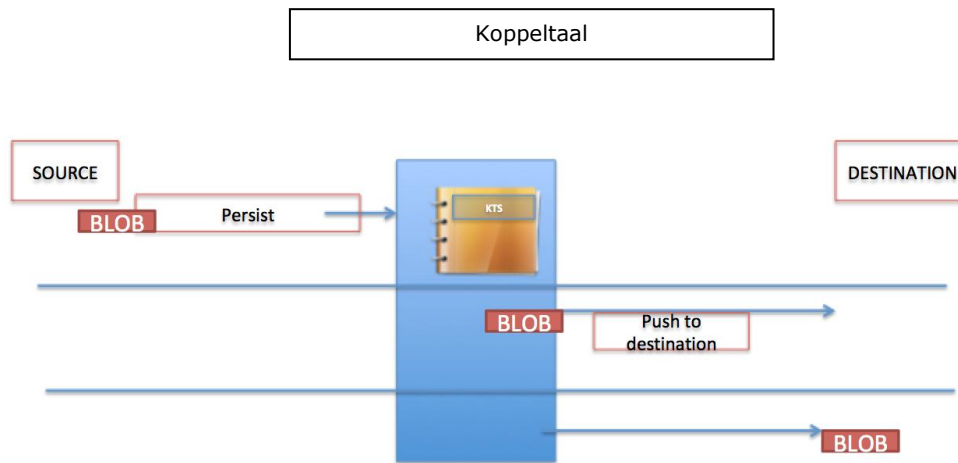 Koppeltaal
SOURCE
DESTINATION
KTS
Persist
BLOB
BLOB
Push to
destination
BLOB